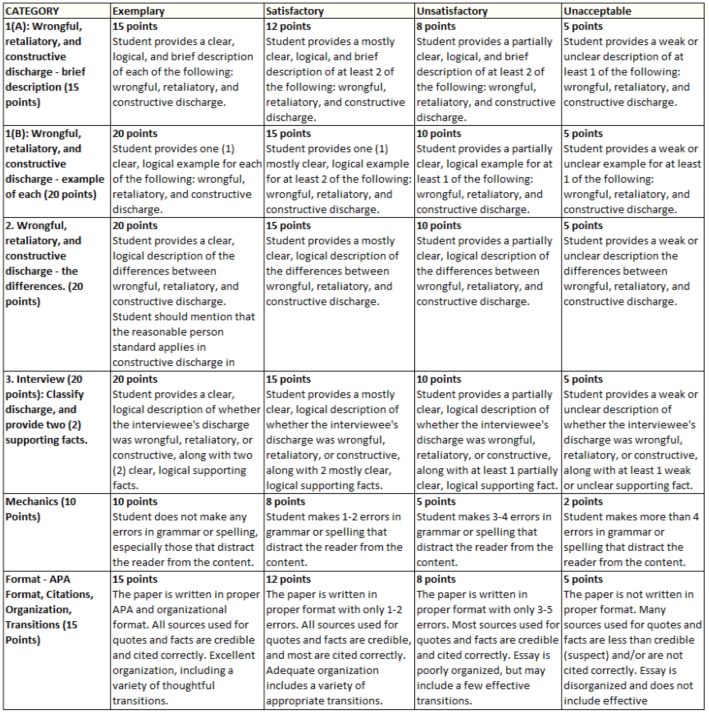 CATEGORY
Exemplary
Satisfactory
Unsatisfactory
Unacceptable
1(A): Wrongful,
retaliatory, and
constructive
discharge - brief
description (15
points)
15 points
Student provides a clear,
logical, and brief description
of each of the following:
wrongful, retaliatory, and
constructive discharge.
12 points
Student provides a mostly
clear, logical, and brief
description of at least 2 of
the following: wrongful,
retaliatory, and constructive
discharge.
8 points
Student provides a partially
clear, logical, and brief
description of at least 2 of
the following: wrongful,
retaliatory, and constructive
discharge.
5 points
Student provides a weak or
unclear description of at
least 1 of the following:
wrongful, retaliatory, and
constructive discharge.
1(B): Wrongful,
retaliatory, and
constructive
discharge - example
of each (20 points)
20 points
Student provides one (1)
clear, logical example for each
of the following: wrongful,
retaliatory, and constructive
discharge.
15 points
Student provides one (1)
mostly clear, logical example
for at least 2 of the following:
wrongful, retaliatory, and
constructive discharge.
10 points
Student provides a partially
clear, logical example for at
least 1 of the following:
wrongful, retaliatory, and
constructive discharge.
5 points
Student provides a weak or
unclear example for at least
1 of the following:
wrongful, retaliatory, and
constructive discharge.
2. Wrongful,
retaliatory, and
constructive
discharge - the
differences. (20
points)
20 points
Student provides a clear,
logical description of the
differences between
wrongful, retaliatory, and
constructive discharge.
Student should mention that
the reasonable person
standard applies in
constructive discharge in
15 points
Student provides a mostly
clear, logical description of
the differences between
wrongful, retaliatory, and
constructive discharge.
10 points
Student provides a partially
clear, logical description of
the differences between
wrongful, retaliatory, and
constructive discharge.
5 points
Student provides a weak or
unclear description the
differences between
wrongful, retaliatory, and
constructive discharge.
3. Interview (20
points): Classify
discharge, and
provide two (2)
supporting facts.
20 points
Student provides a clear,
logical description of whether
the interviewee's discharge
was wrongful, retaliatory, or
constructive, along with two
(2) clear, logical supporting
facts.
15 points
Student provides a mostly
clear, logical description of
whether the interviewee's
discharge was wrongful,
retaliatory, or constructive,
along with 2 mostly clear,
logical supporting facts.
10 points
Student provides a partially
clear, logical description of
whether the interviewee's
discharge was wrongful,
retaliatory, or constructive,
along with at least 1 partially
clear, logical supporting fact.
5 points
Student provides a weak or
unclear description of
whether the interviewee's
discharge was wrongful,
retaliatory, or constructive,
along with at least 1 weak
or unclear supporting fact.
Mechanics (10
Points)
10 points
Student does not make any
errors in grammar or spelling,
especially those that distract
the reader from the content.
8 points
Student makes 1-2 errors in
grammar or spelling that
distract the reader from the
content.
5 points
Student makes 3-4 errors in
grammar or spelling that
distract the reader from the
content.
2 points
Student makes more than 4
errors in grammar or
spelling that distract the
reader from the content.
Format - APA
Format, Citations,
Organization,
Transitions (15
Points)
15 points
The paper is written in proper
APA and organizational
format. All sources used for
quotes and facts are credible
and cited correctly. Excellent
organization, including a
variety of thoughtful
transitions.
12 points
The paper is written in
proper format with only 1-2
errors. All sources used for
quotes and facts are credible,
and most are cited correctly.
Adequate organization
includes a variety of
appropriate transitions.
8 points
The paper is written in
proper format with only 3-5
errors. Most sources used for
quotes and facts are credible
and cited correctly. Essay is
poorly organized, but may
include a few effective
transitions.
5 points
The paper is not written in
proper format. Many
sources used for quotes and
facts are less than credible
(suspect) and/or are not
cited correctly. Essay is
disorganized and does not
include effective